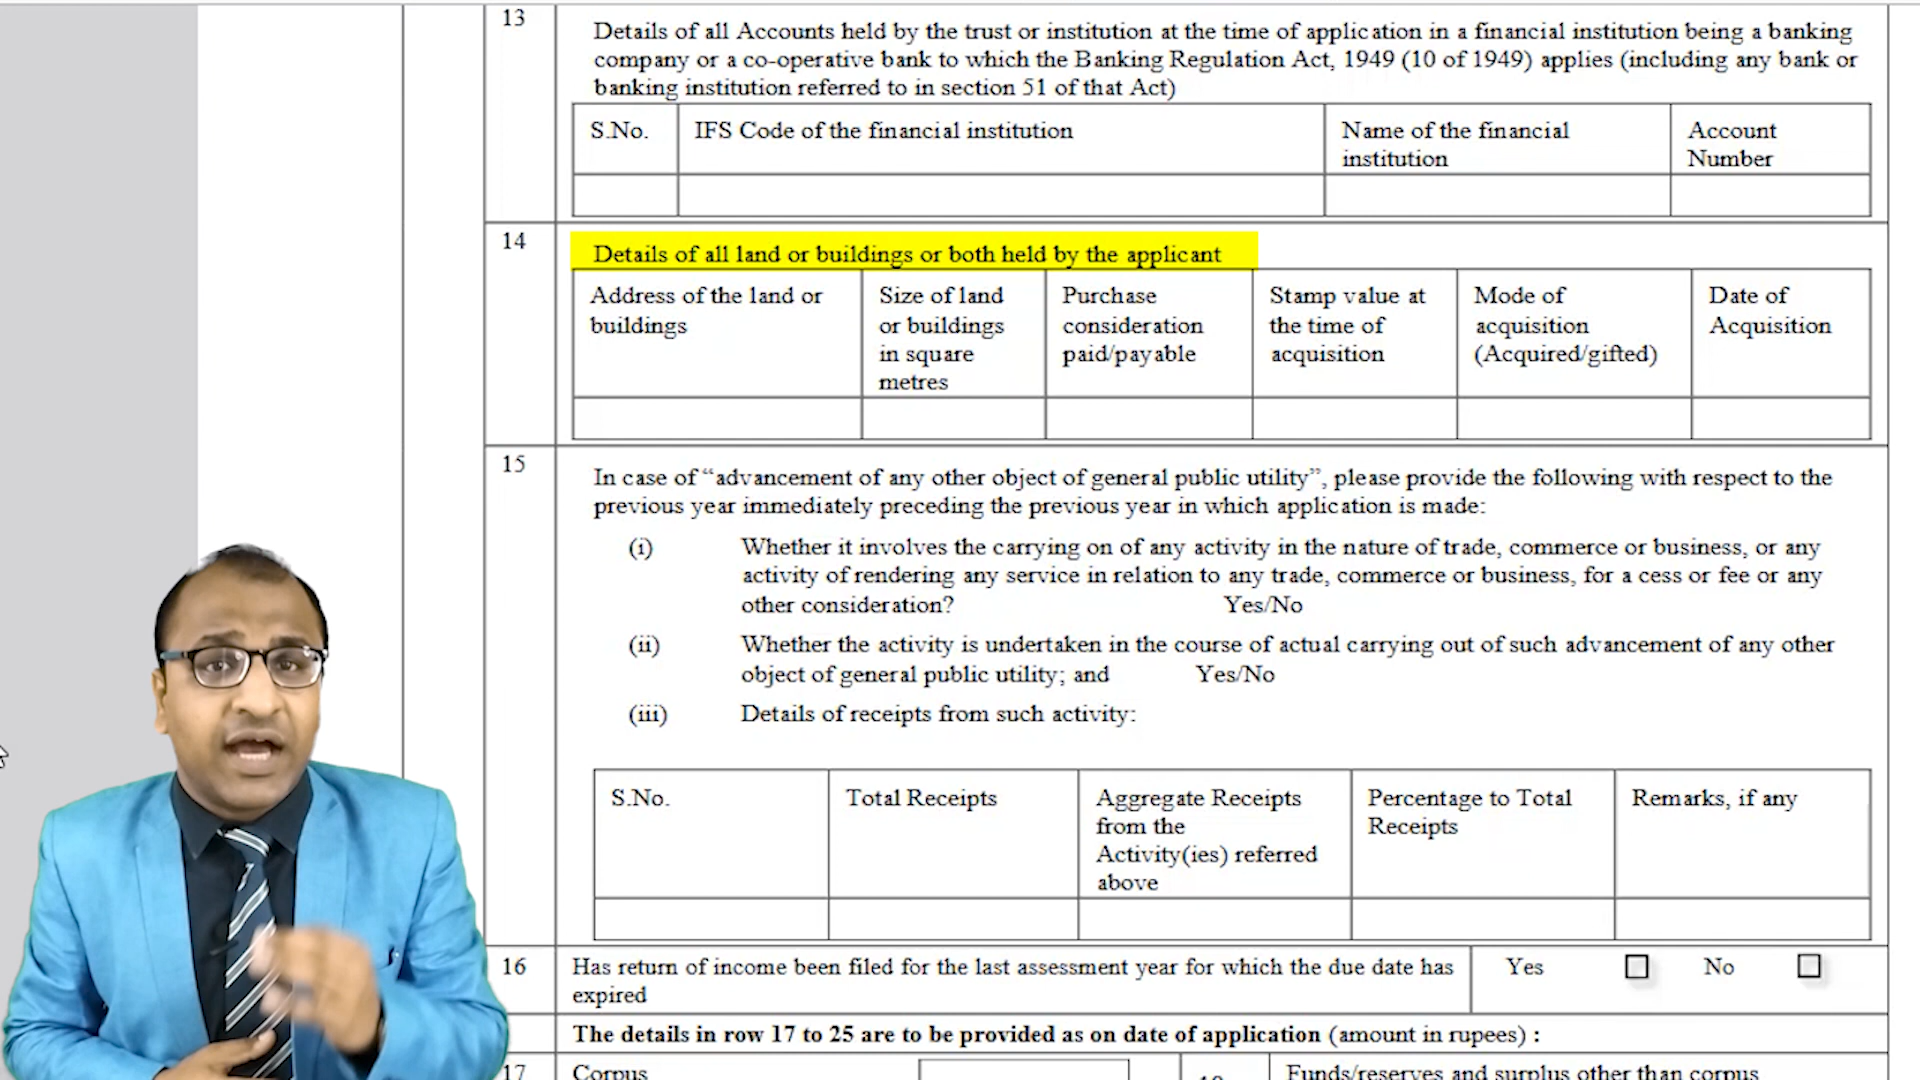 13
Details of all Accounts held by the trust or institution at the time of application in a financial institution being a banking
company or a co-operative bank to which the Banking Regulation Act, 1949 (10 of 1949) applies (including any bank or
banking institution referred to in section 51 of that Act)
S.No.
IFS Code of the financial institution
Name of the financial
institution
Account
Number
14
Details of all land or buildings or both held by the applicant
Address of the land or
buildings
Size of land
or buildings
in square
metres
Purchase
consideration
paid/payable
Stamp value at
the time of
acquisition
Mode of
acquisition
(Acquired/gifted)
Date of
Acquisition
15
In case of “advancement of any other object of general public utility”, please provide the following with respect to the
previous year immediately preceding the previous year in which application is made:
(i) Whether it involves the carrying on of any activity in the nature of trade, commerce or business, or any
activity of rendering any service in relation to any trade, commerce or business, for a cess or fee or any
other consideration? Yes/No
(ii) Whether the activity is undertaken in the course of actual carrying out of such advancement of any other
object of general public utility; and Yes/No
(iii) Details of receipts from such activity:
S.No.
Total Receipts
Aggregate Receipts
from the
Activity(ies) referred
above
Percentage to Total
Receipts
Remarks, if any
16
Has return of income been filed for the last assessment year for which the due date has
expired
Yes
No
The details in row 17 to 25 are to be provided as on date of application (amount in rupees) :
17
Corpus
Funds/reserves and surplus other than corpus